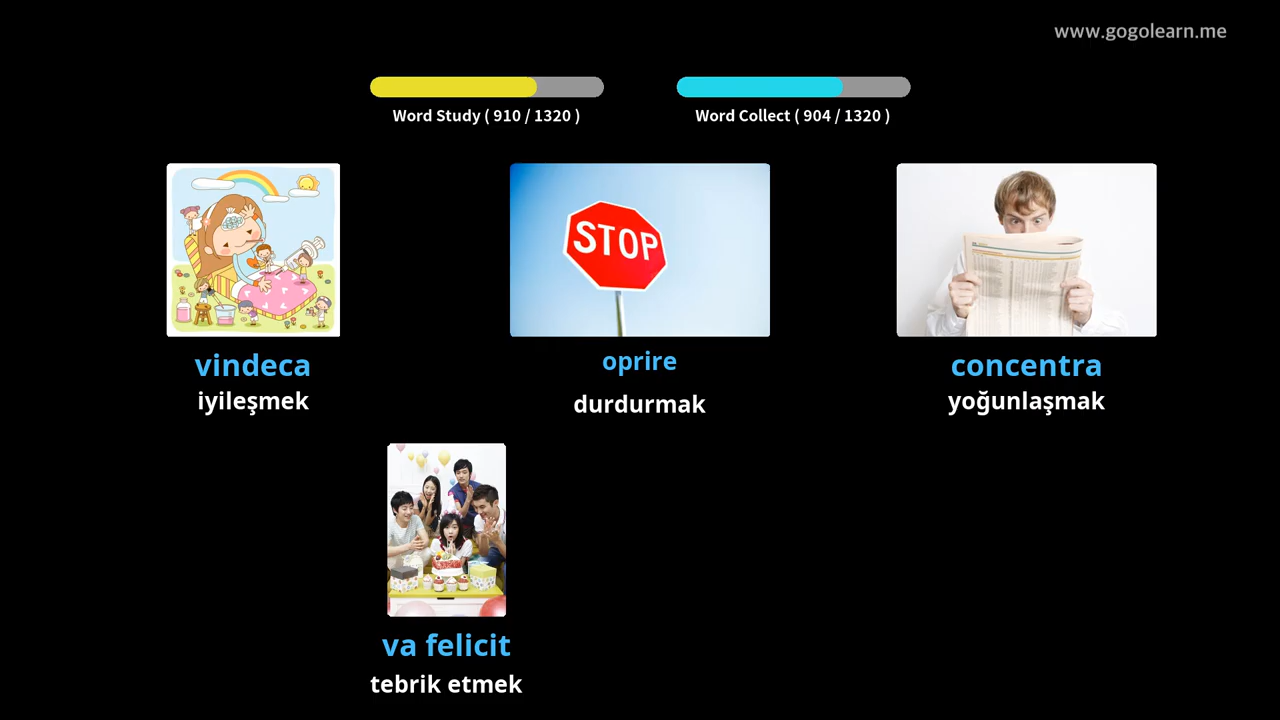 www.gogolearn.me
Word Study ( 910 / 1320 )
Word Collect ( 904 / 1320 )
STOP
vindeca
iyileşmek
oprire
durdurmak
concentra
yoğunlaşmak
va felicit
tebrik etmek